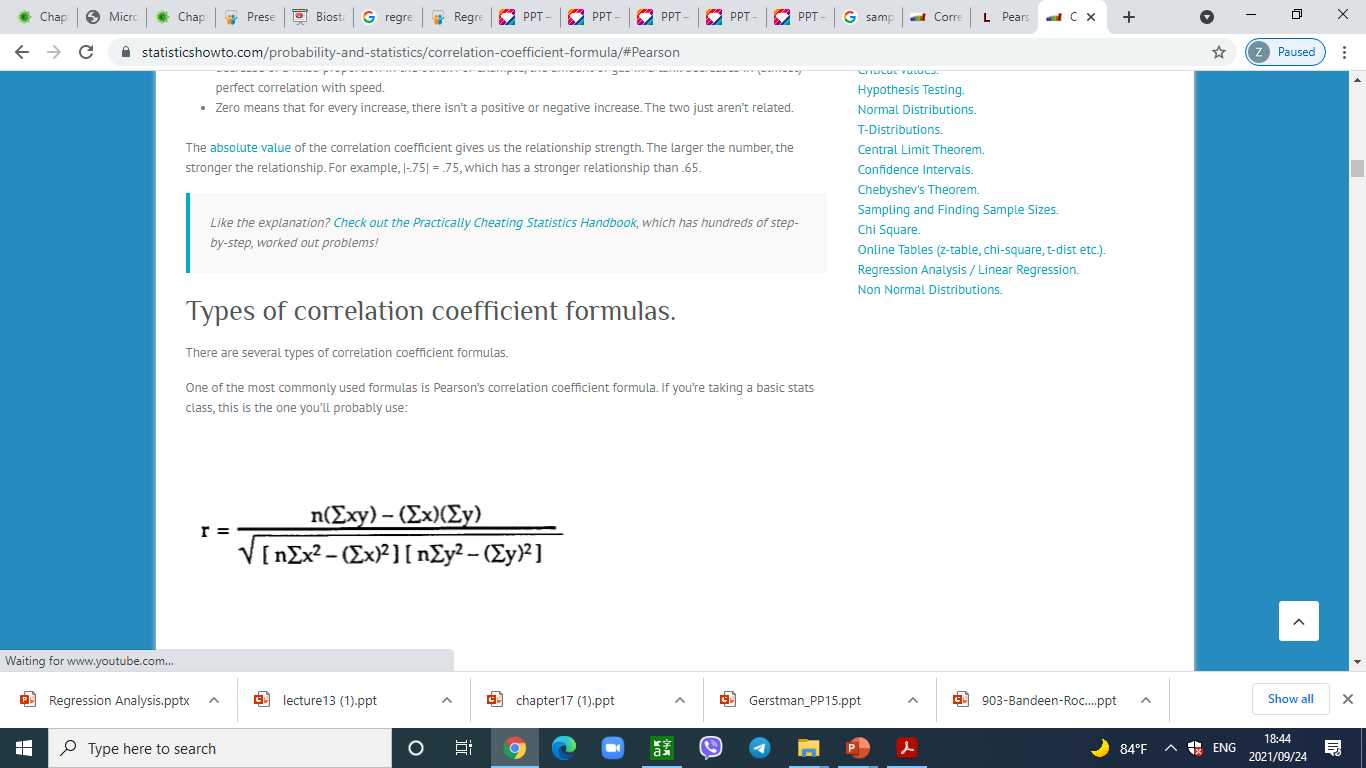 Chap
Micro
Chap
Prese
Biosta
regre
Regre
PPT –
PPT –
PPT –
PPT –
PPT –
samp
Corre
Pears
C
statisticshowto.com/probability-and-statistics/correlation-coefficient-formula/#Pearson
Z Paused
perfect correlation with speed.
• Zero means that for every increase, there isn't a positive or negative increase. The two just aren't related.
The absolute value of the correlation coefficient gives us the relationship strength. The larger the number, the
stronger the relationship. For example, |-.75| = .75, which has a stronger relationship than .65.
Like the explanation? Check out the Practically Cheating Statistics Handbook, which has hundreds of step-
by-step, worked out problems!
Types of correlation coefficient formulas.
There are several types of correlation coefficient formulas.
One of the most commonly used formulas is Pearson's correlation coefficient formula. If you're taking a basic stats
class, this is the one you'll probably use:
n(Σxy) – (Σx)(Σy)
r =
√[ nΣx² – (Σx)² ] [ nΣy² – (Σy)² ]
Critical Values.
Hypothesis Testing.
Normal Distributions.
T-Distributions.
Central Limit Theorem.
Confidence Intervals.
Chebyshev's Theorem.
Sampling and Finding Sample Sizes.
Chi Square.
Online Tables (z-table, chi-square, t-dist etc.).
Regression Analysis / Linear Regression.
Non Normal Distributions.
Waiting for www.youtube.com...
Regression Analysis.pptx
lecture13 (1).ppt
chapter17 (1).ppt
Gerstman_PP15.ppt
903-Bandeen-Roc....ppt
Show all
Type here to search
84°F
ENG
18:44
2021/09/24